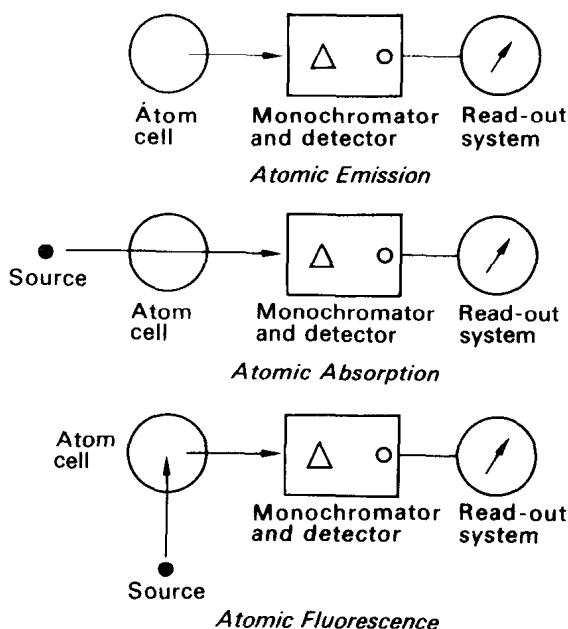 Átom
cell
Monochromator
and detector
Read-out
system
Atomic Emission
Source
Atom
cell
Monochromator
and detector
Read-out
system
Atomic Absorption
Atom
cell
Monochromator
and detector
Read-out
system
Source
Atomic Fluorescence